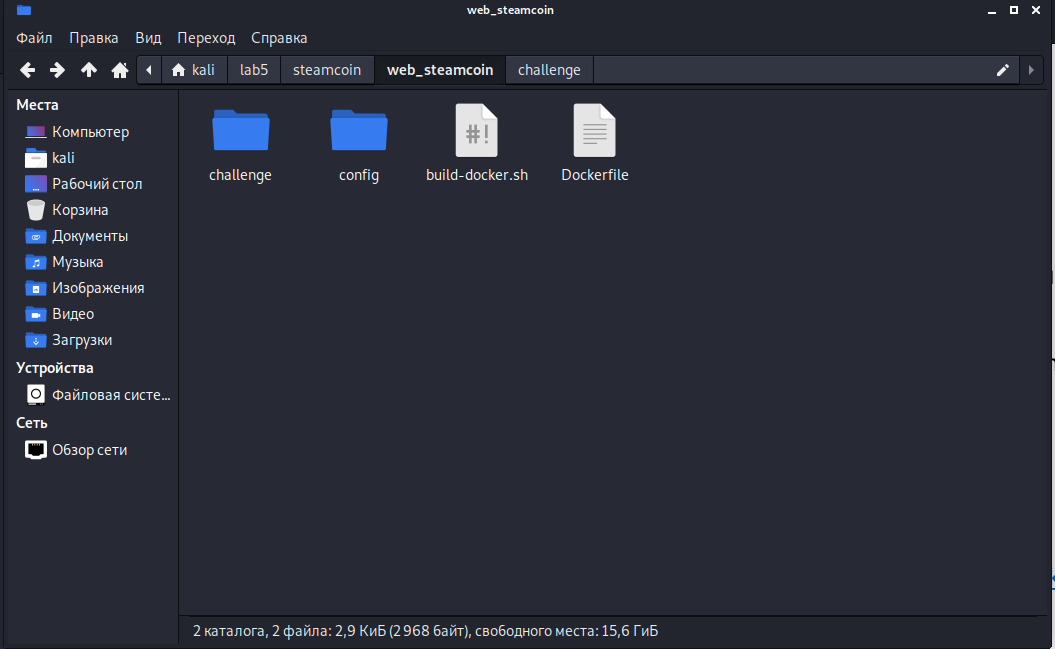 web_steamcoin
Файл Правка Вид Переход Справка
kali lab5 steamcoin web_steamcoin challenge
Места
Компьютер
kali
Рабочий стол
Корзина
Документы
Музыка
Изображения
Видео
Загрузки
Устройства
Файловая систе...
Сеть
Обзор сети
#!
challenge config build-docker.sh Dockerfile
2 каталога, 2 файла: 2,9 КиБ (2 968 байт), свободного места: 15,6 ГиБ